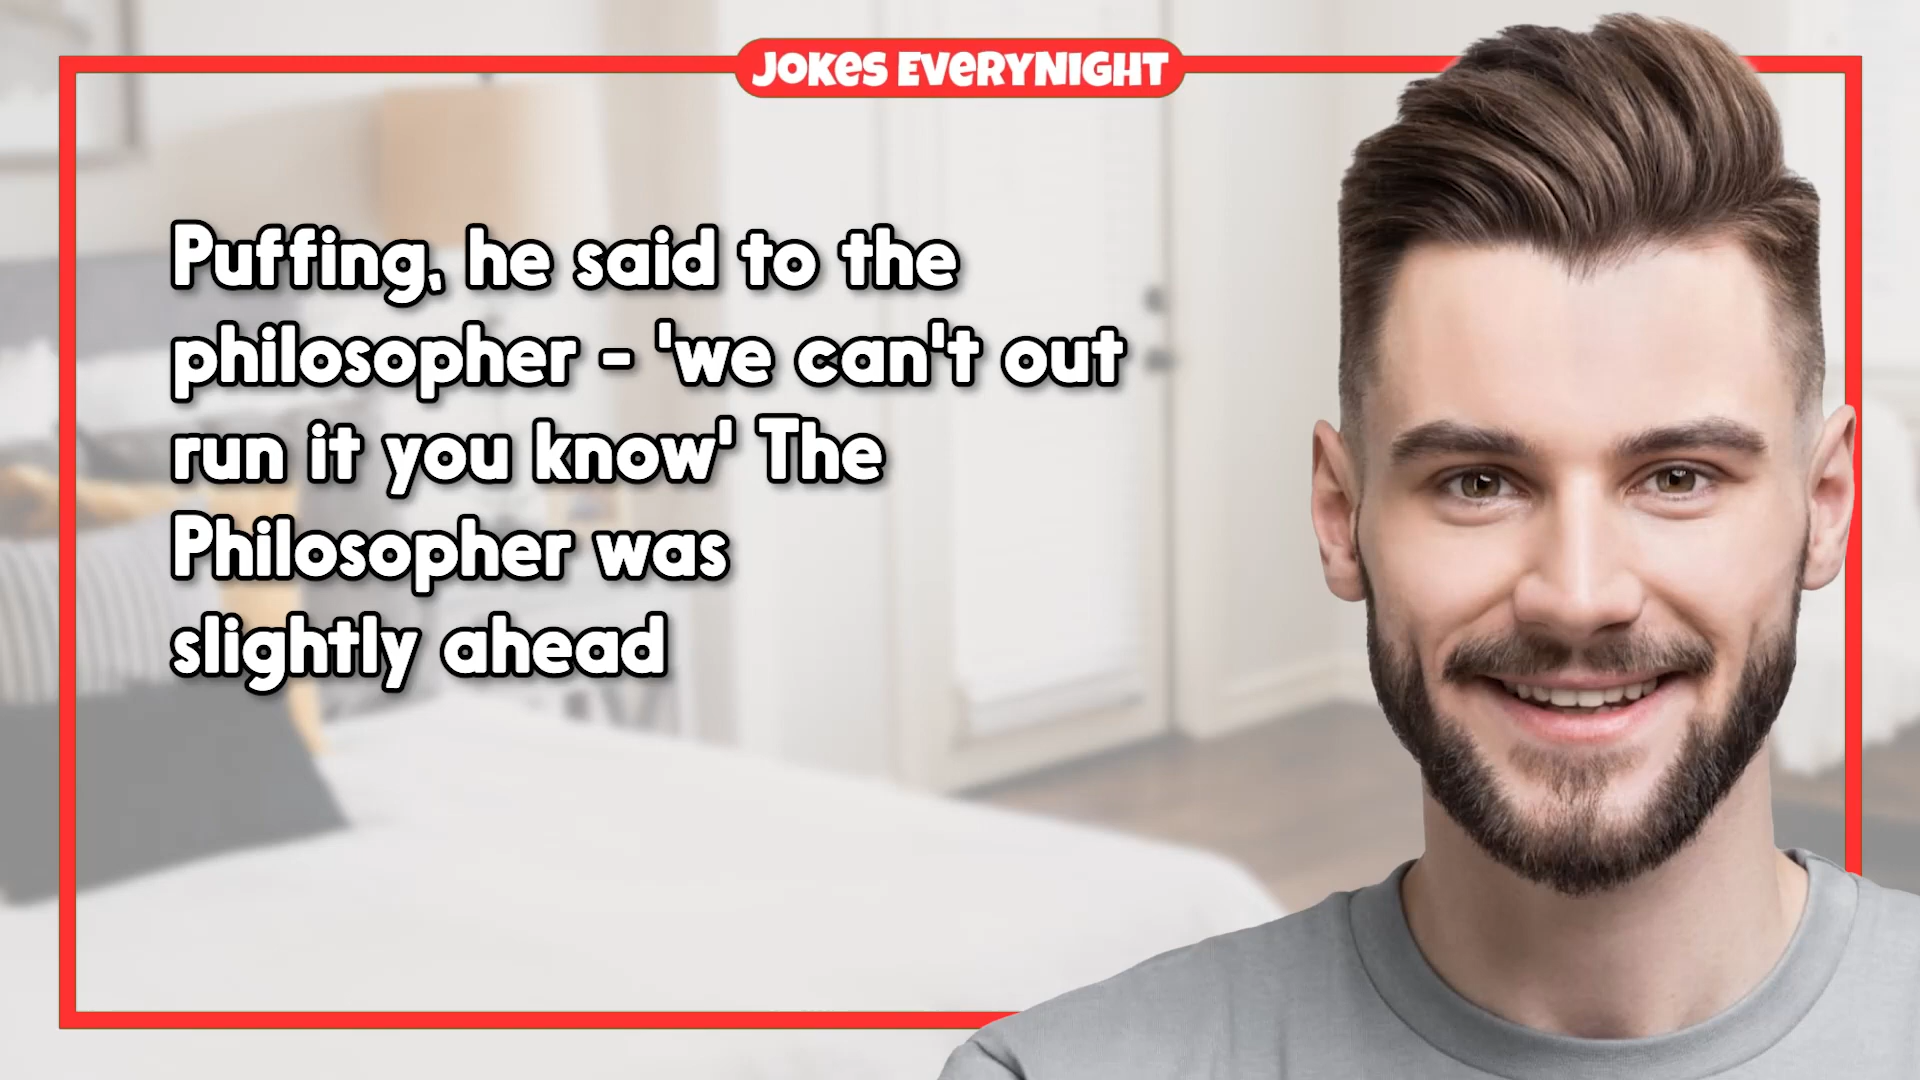 JOKES EVERYNIGHT
Puffing, he said to the
philosopher - 'we can't out
run it you know' The
Philosopher was
slightly ahead